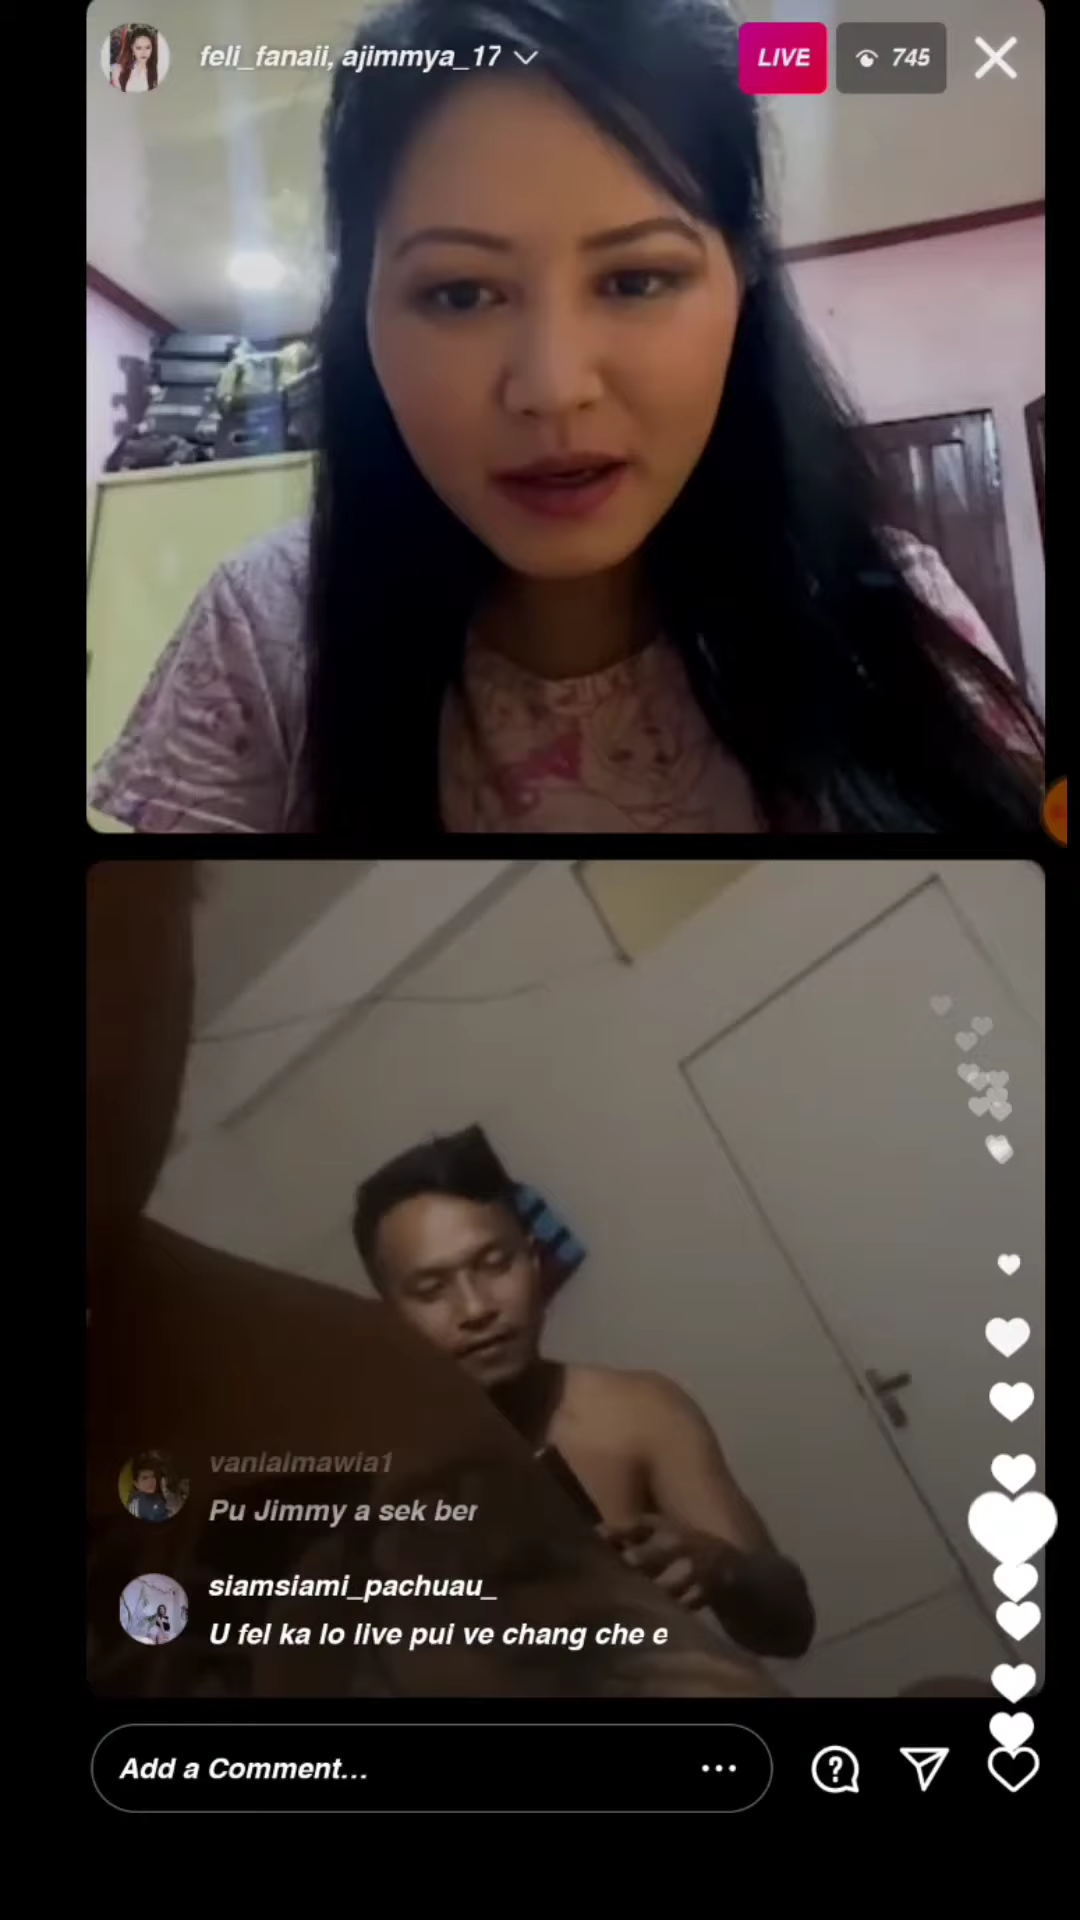 feli_fanaii, ajimmya_17
LIVE
745
vanlalmawia1
Pu Jimmy a sek ber
siamsiami_pachuau_
U fel ka lo live pui ve chang che e
Add a Comment...